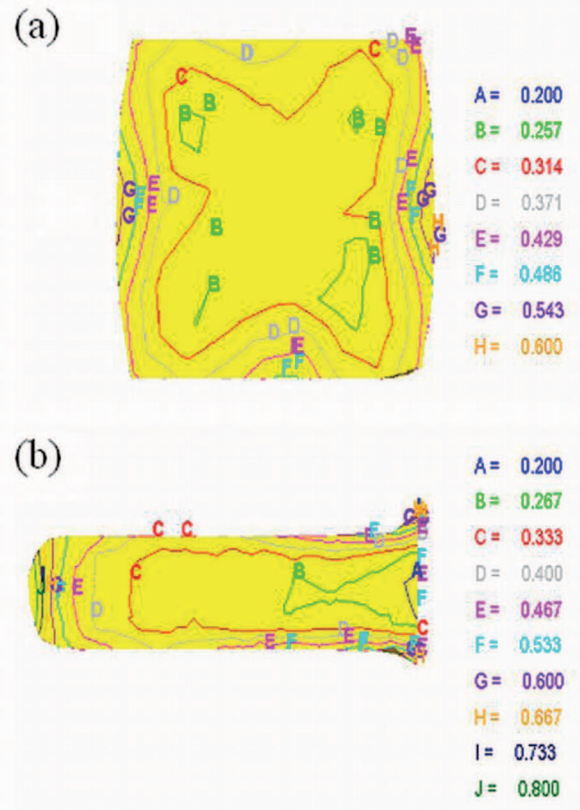 (a)
D
C
D
E
E
D
C
B
B
B
B
E
D
E
E
D
G
F
F
G
E
F
G
G
F
H
G
H
B
B
B
B
D
D
E
F
F
A = 0.200
B = 0.257
C = 0.314
D = 0.371
E = 0.429
F = 0.486
G = 0.543
H = 0.600
(b)
C C
F
E
D
G
E
F
C
B
A
E
F
J
G
F
E
D
C
E
F
D
E
F
F
E
G
A = 0.200
B = 0.267
C = 0.333
D = 0.400
E = 0.467
F = 0.533
G = 0.600
H = 0.667
I = 0.733
J = 0.800